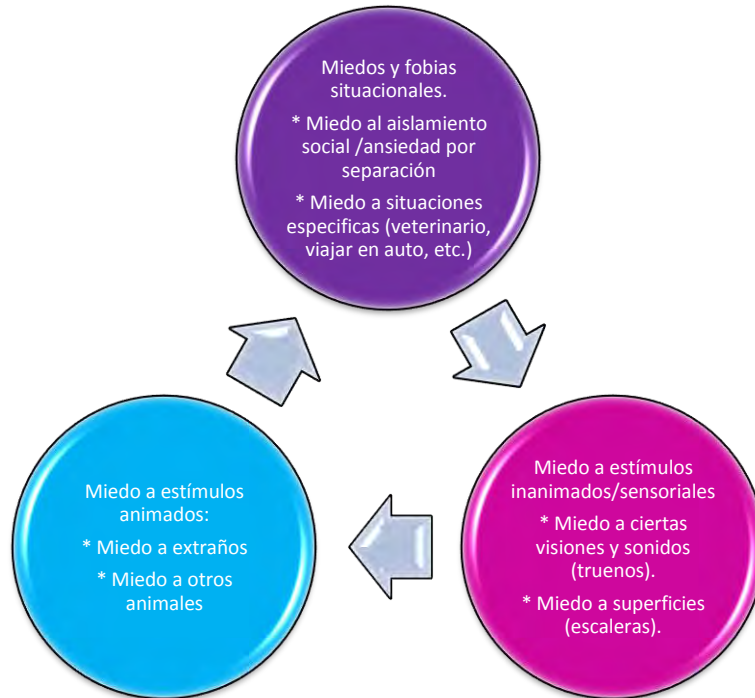 Miedos y fobias
situacionales.
* Miedo al aislamiento
social /ansiedad por
separación
* Miedo a situaciones
especificas (veterinario,
viajar en auto, etc.)
Miedo a estímulos
animados:
* Miedo a extraños
* Miedo a otros
animales
Miedo a estímulos
inanimados/sensoriales
* Miedo a ciertas
visiones y sonidos
(truenos).
* Miedo a superficies
(escaleras).